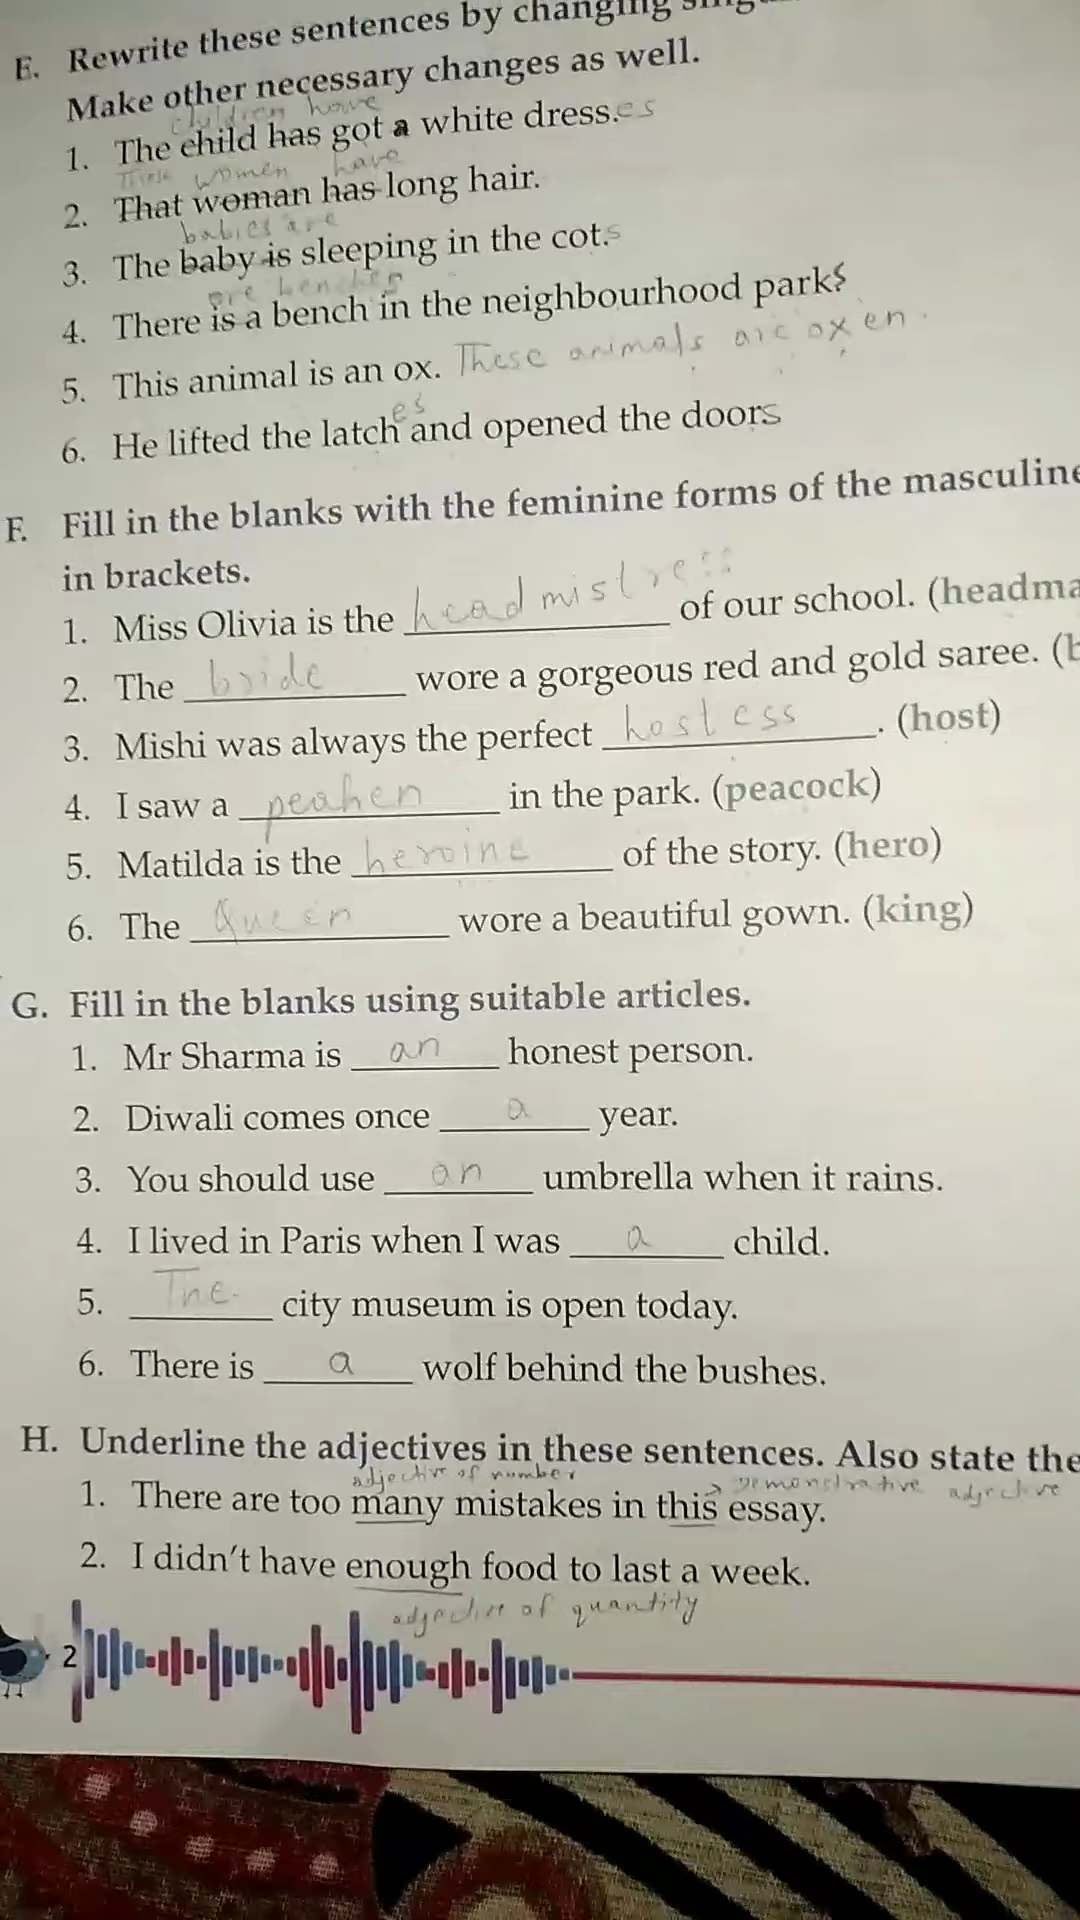 E. Rewrite these sentences by changing
Make other necessary changes as well.
children have
1. The child has got a white dress.es
women have
2. That woman has long hair.
babies are
3. The baby is sleeping in the cot.s
are benches
4. There is a bench in the neighbourhood park.s
5. This animal is an ox. These animals are oxen.
es
6. He lifted the latch and opened the doors
F. Fill in the blanks with the feminine forms of the masculine
in brackets.
1. Miss Olivia is the headmistress of our school. (headma
2. The bride wore a gorgeous red and gold saree. (b
3. Mishi was always the perfect hostess. (host)
4. I saw a peahen in the park. (peacock)
5. Matilda is the heroine of the story. (hero)
6. The Queen wore a beautiful gown. (king)
G. Fill in the blanks using suitable articles.
1. Mr Sharma is an honest person.
2. Diwali comes once a year.
3. You should use an umbrella when it rains.
4. I lived in Paris when I was a child.
5. The city museum is open today.
6. There is a wolf behind the bushes.
H. Underline the adjectives in these sentences. Also state the
adjective of number → Demonstrative adjective
1. There are too many mistakes in this essay.
2. I didn't have enough food to last a week.
adjective of quantity
2